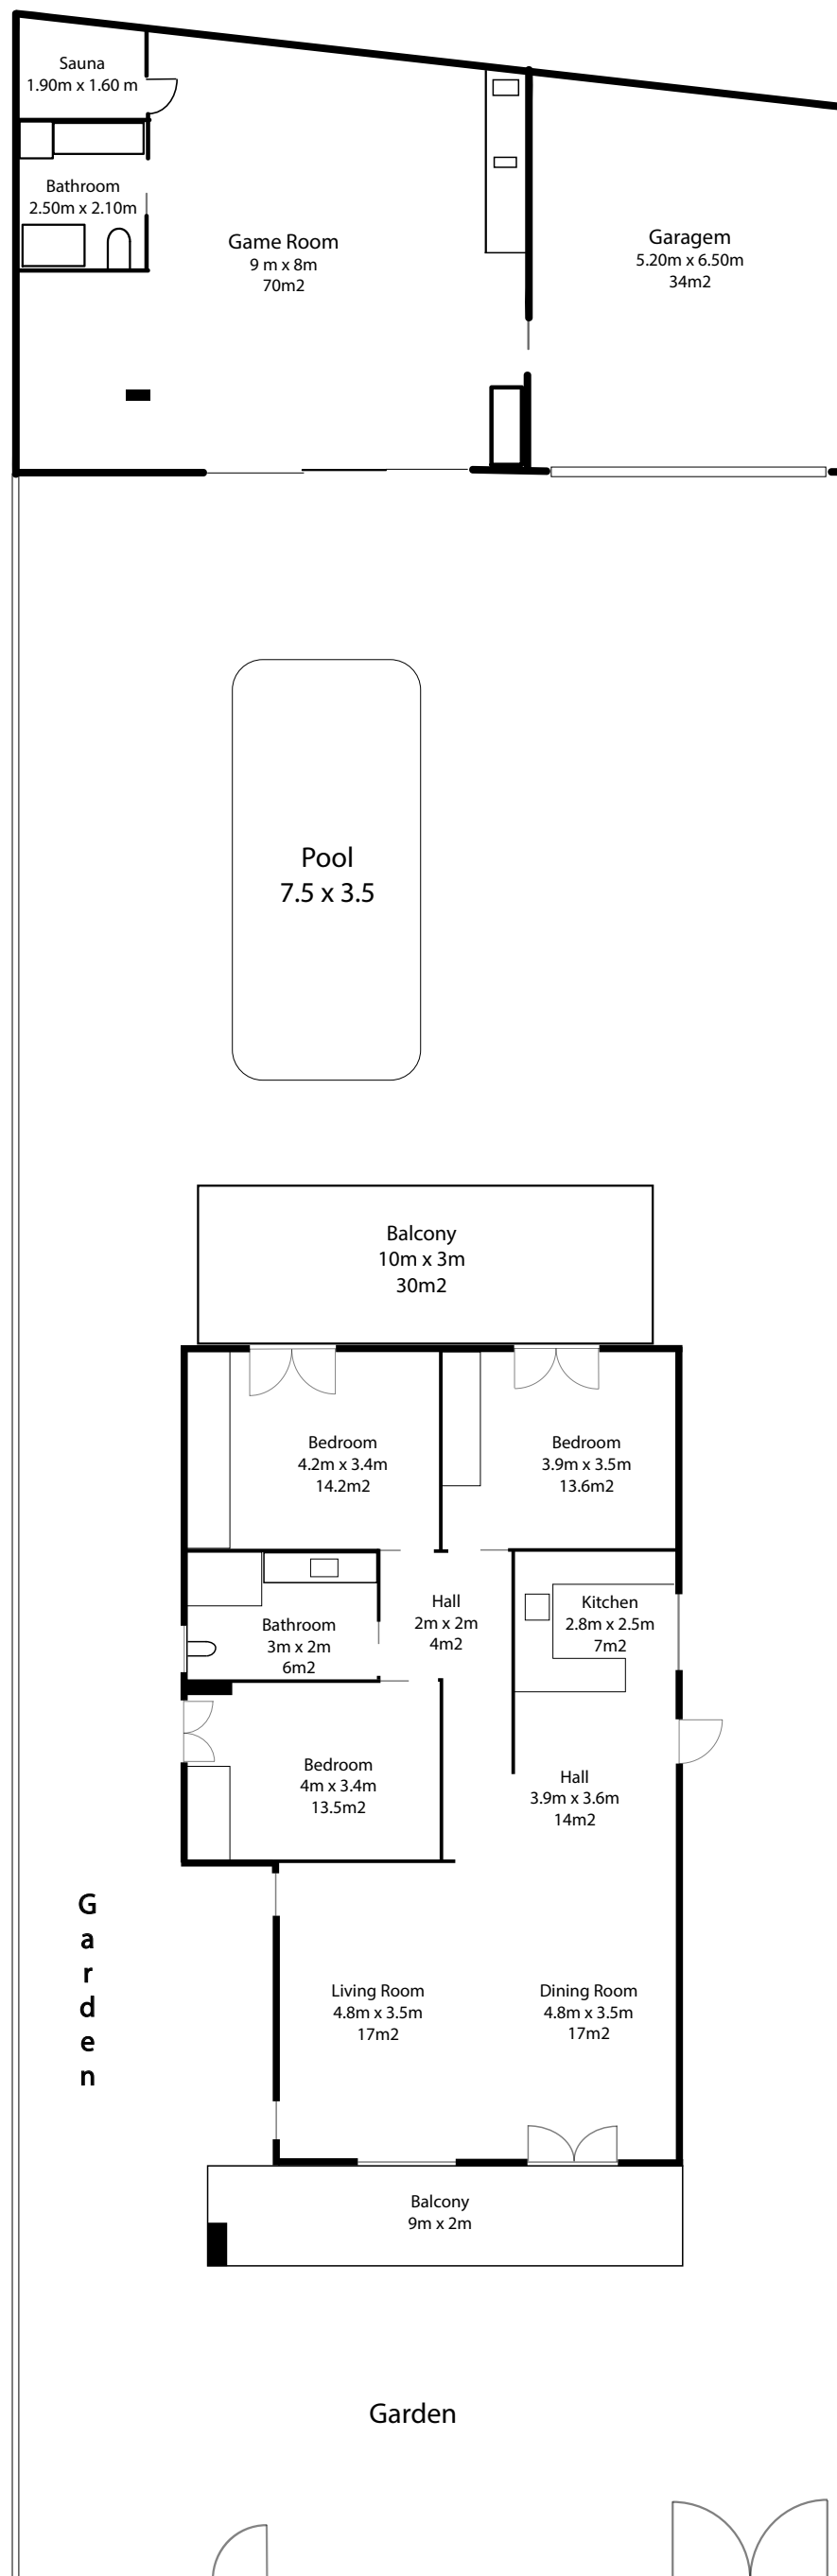 Sauna
1.90m x 1.60 m
Bathroom
2.50m x 2.10m
Game Room
9 m x 8m
70m2
Garagem
5.20m x 6.50m
34m2
Pool
7.5 x 3.5
Balcony
10m x 3m
30m2
Bedroom
4.2m x 3.4m
14.2m2
Bedroom
3.9m x 3.5m
13.6m2
Bathroom
3m x 2m
6m2
Hall
2m x 2m
4m2
Kitchen
2.8m x 2.5m
7m2
Bedroom
4m x 3.4m
13.5m2
Hall
3.9m x 3.6m
14m2
Garden
Living Room
4.8m x 3.5m
17m2
Dining Room
4.8m x 3.5m
17m2
Balcony
9m x 2m
Garden